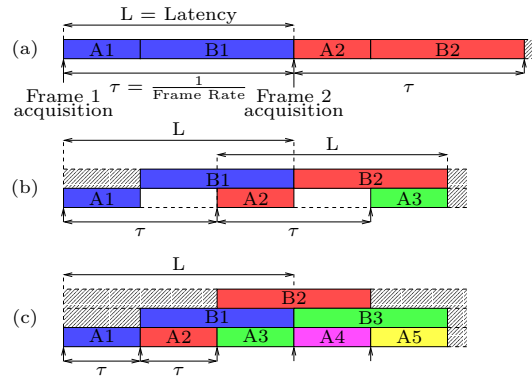 L = Latency
(a) A1 B1 A2 B2
τ = 1 / Frame Rate τ
Frame 1 acquisition
Frame 2 acquisition
L
L
(b) B1 B2
A1 A2 A3
τ τ
L
B2
(c) B1 B3
A1 A2 A3 A4 A5
τ τ